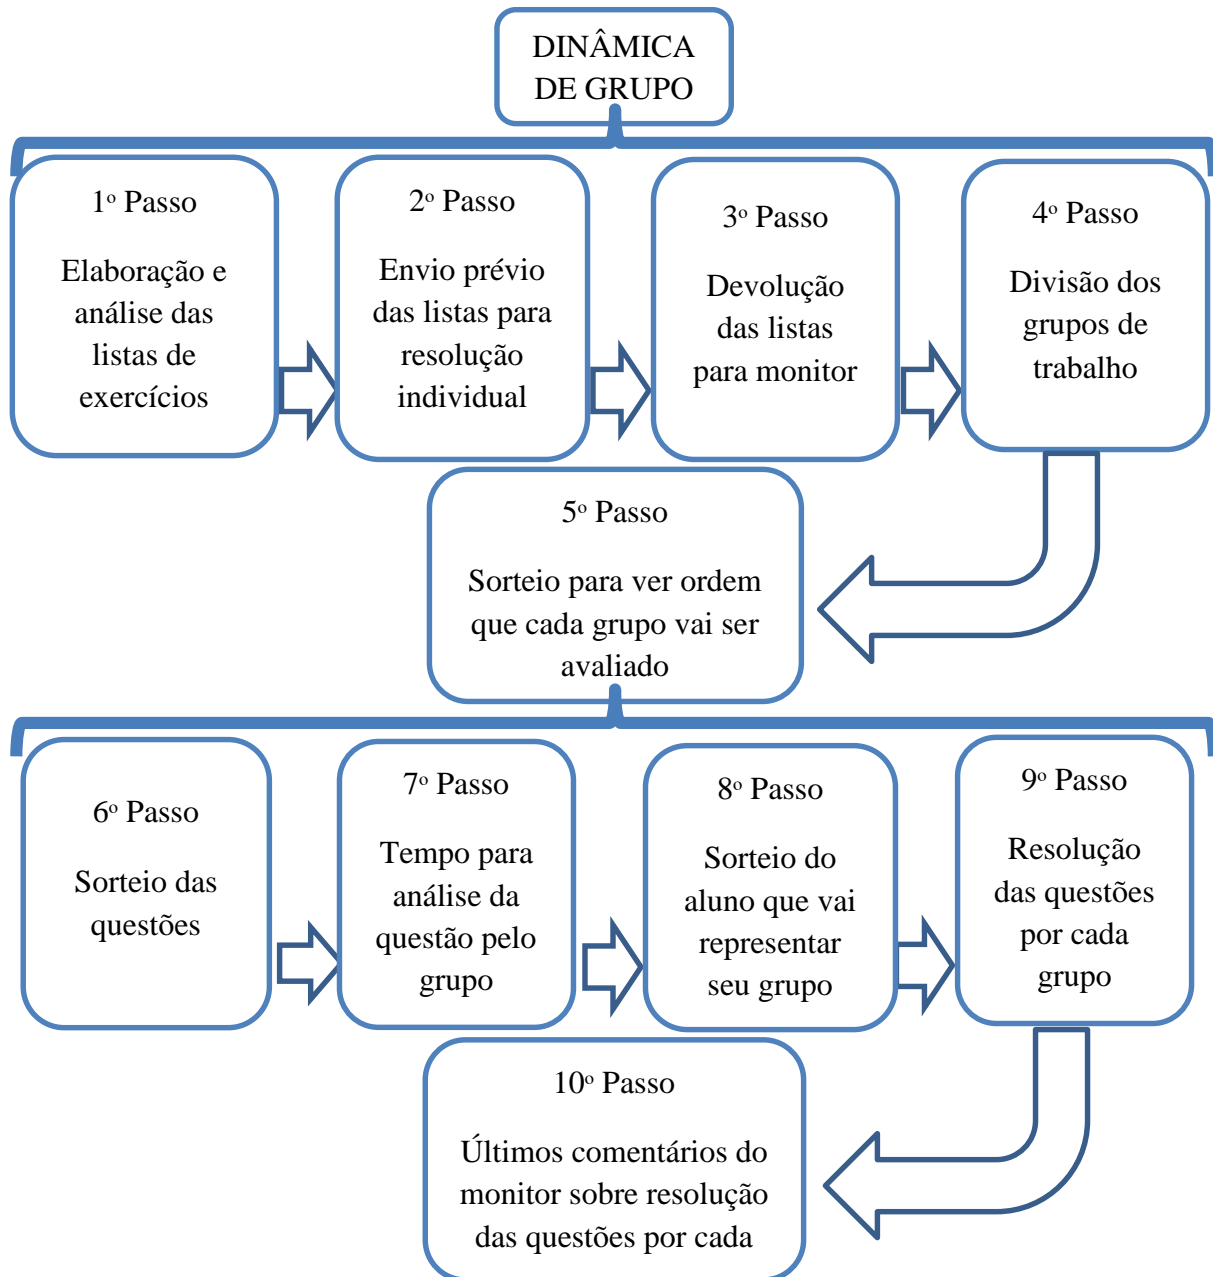 DINÂMICA
DE GRUPO
1º Passo
Elaboração e
análise das
listas de
exercícios
2º Passo
Envio prévio
das listas para
resolução
individual
3º Passo
Devolução
das listas
para monitor
4º Passo
Divisão dos
grupos de
trabalho
5º Passo
Sorteio para ver ordem
que cada grupo vai ser
avaliado
6º Passo
Sorteio das
questões
7º Passo
Tempo para
análise da
questão pelo
grupo
8º Passo
Sorteio do
aluno que vai
representar
seu grupo
9º Passo
Resolução
das questões
por cada
grupo
10º Passo
Últimos comentários do
monitor sobre resolução
das questões por cada